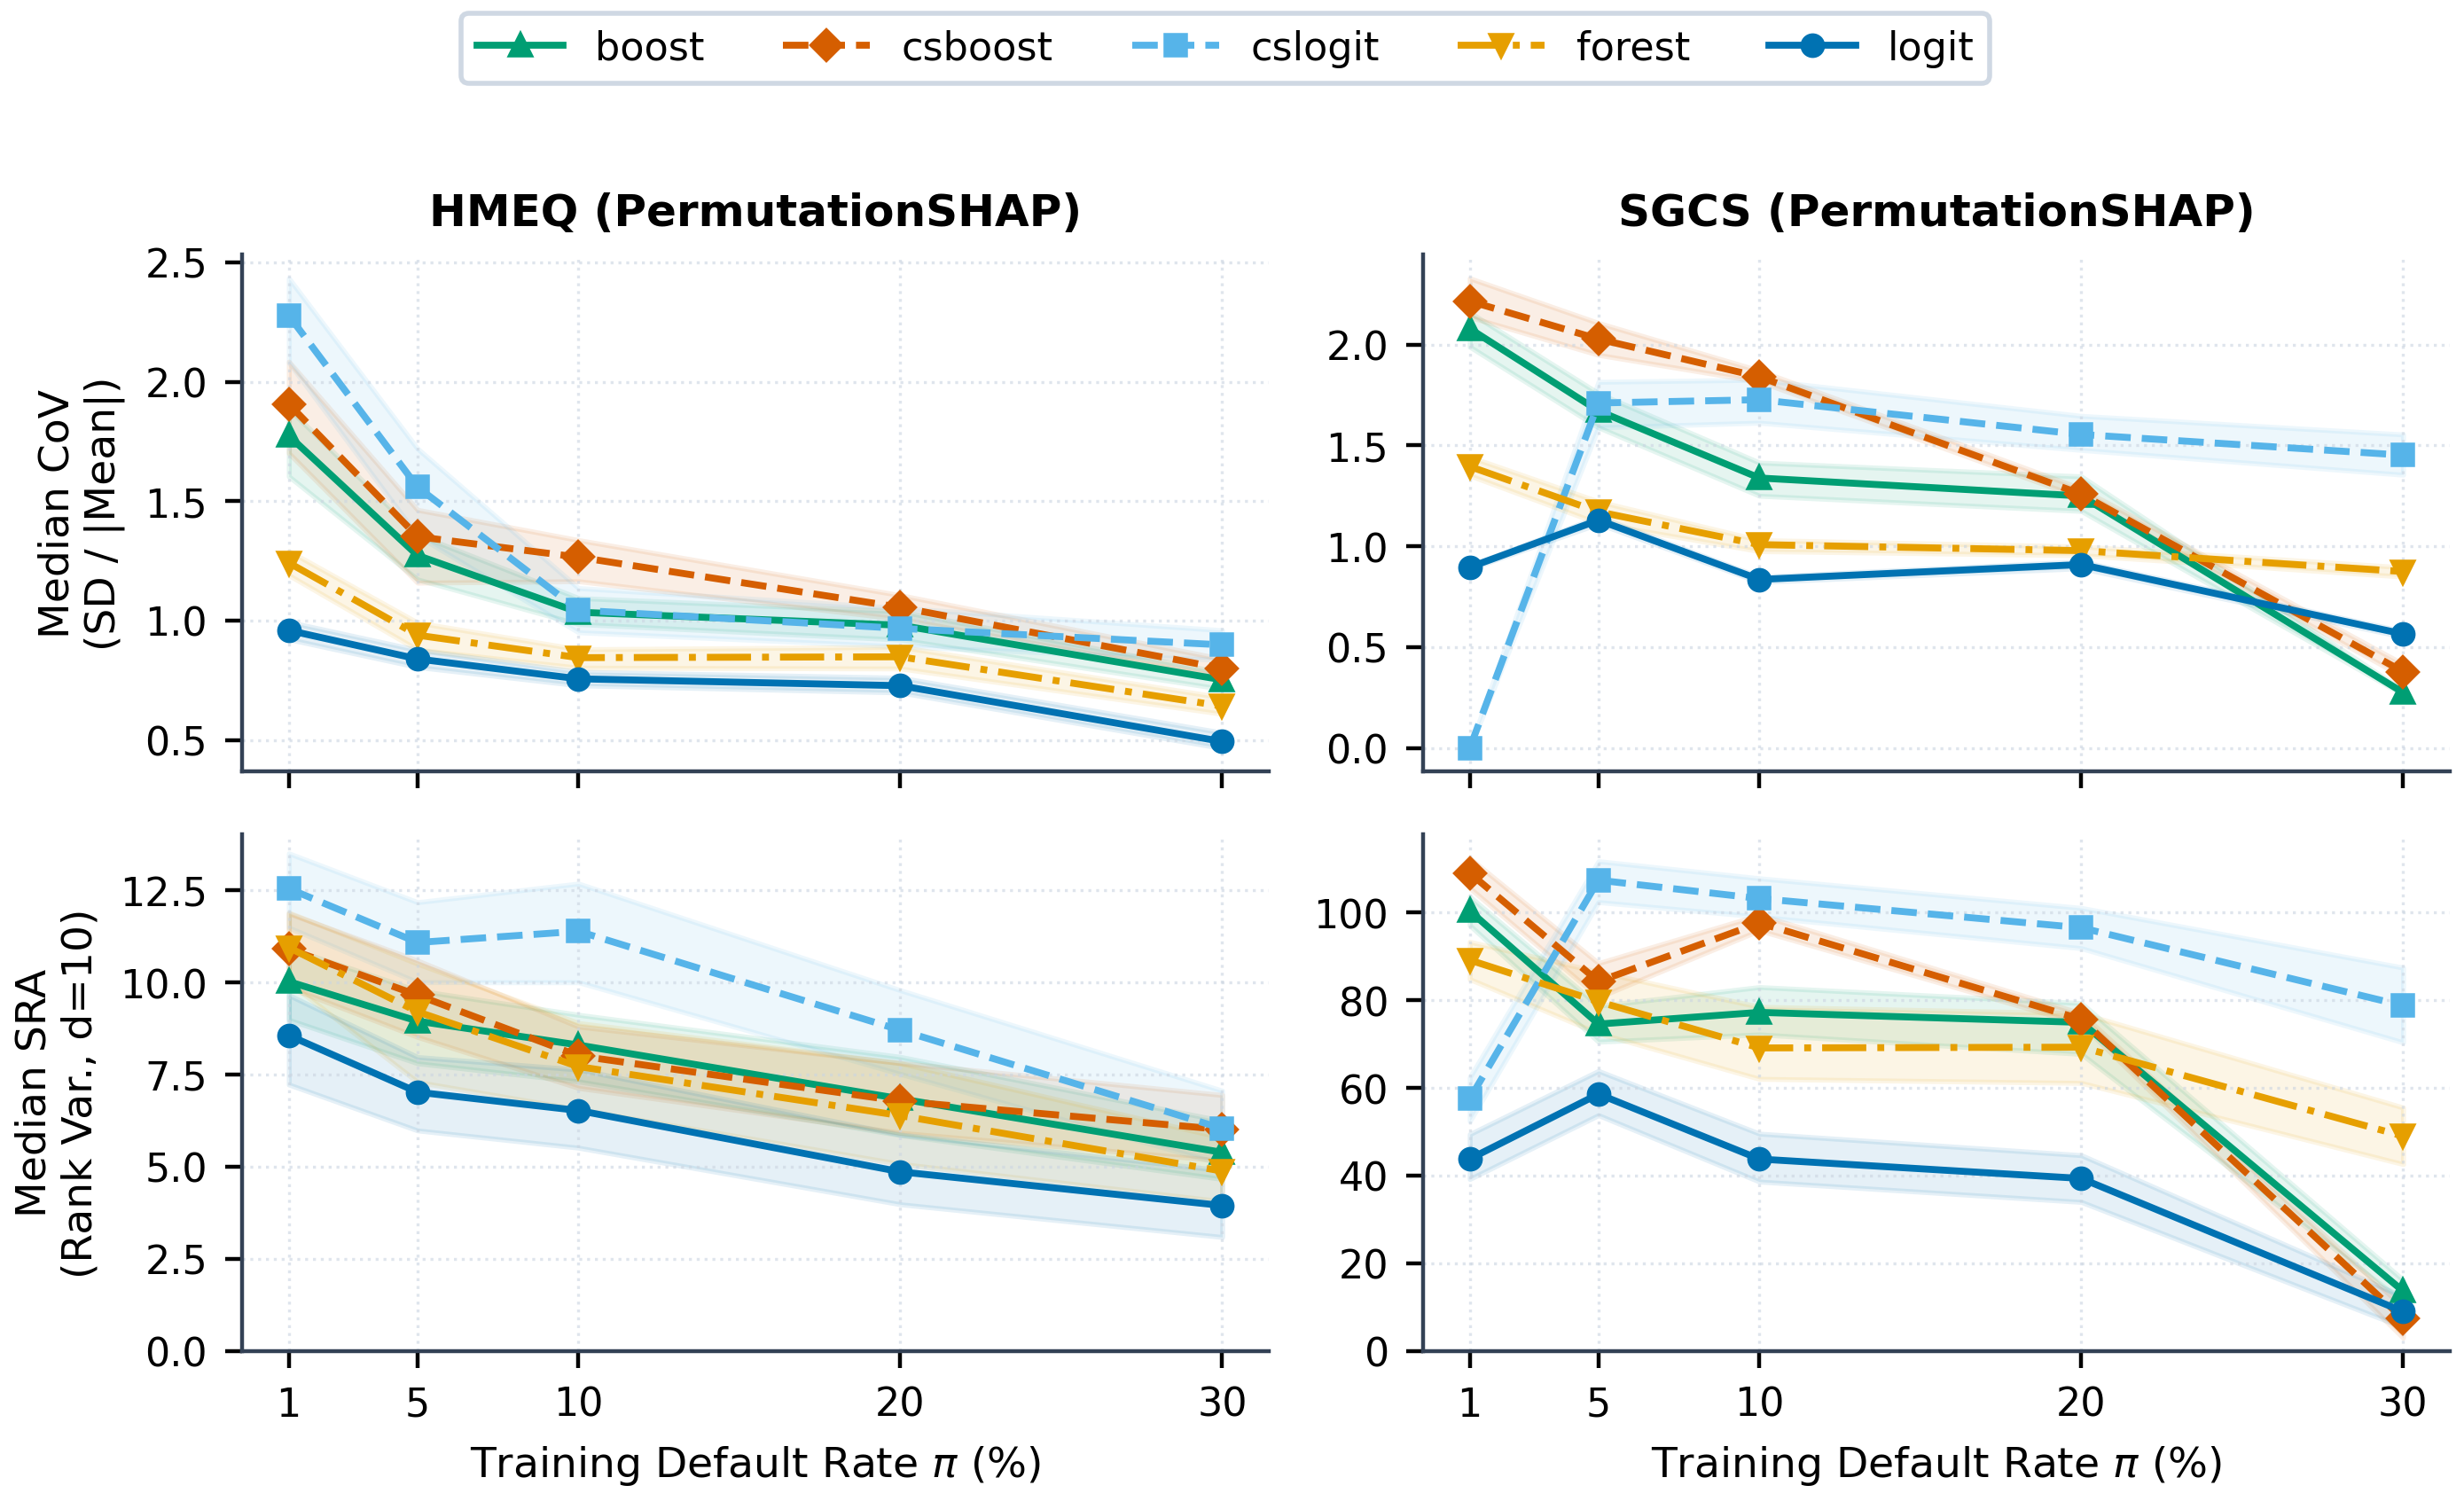 boost csboost cslogit forest logit
HMEQ (PermutationSHAP)
SGCS (PermutationSHAP)
Median CoV
(SD / |Mean|)
2.5
2.0
1.5
1.0
0.5
2.0
1.5
1.0
0.5
0.0
Median SRA
(Rank Var., d=10)
12.5
10.0
7.5
5.0
2.5
0.0
100
80
60
40
20
0
1 5 10 20 30
1 5 10 20 30
Training Default Rate π (%)
Training Default Rate π (%)